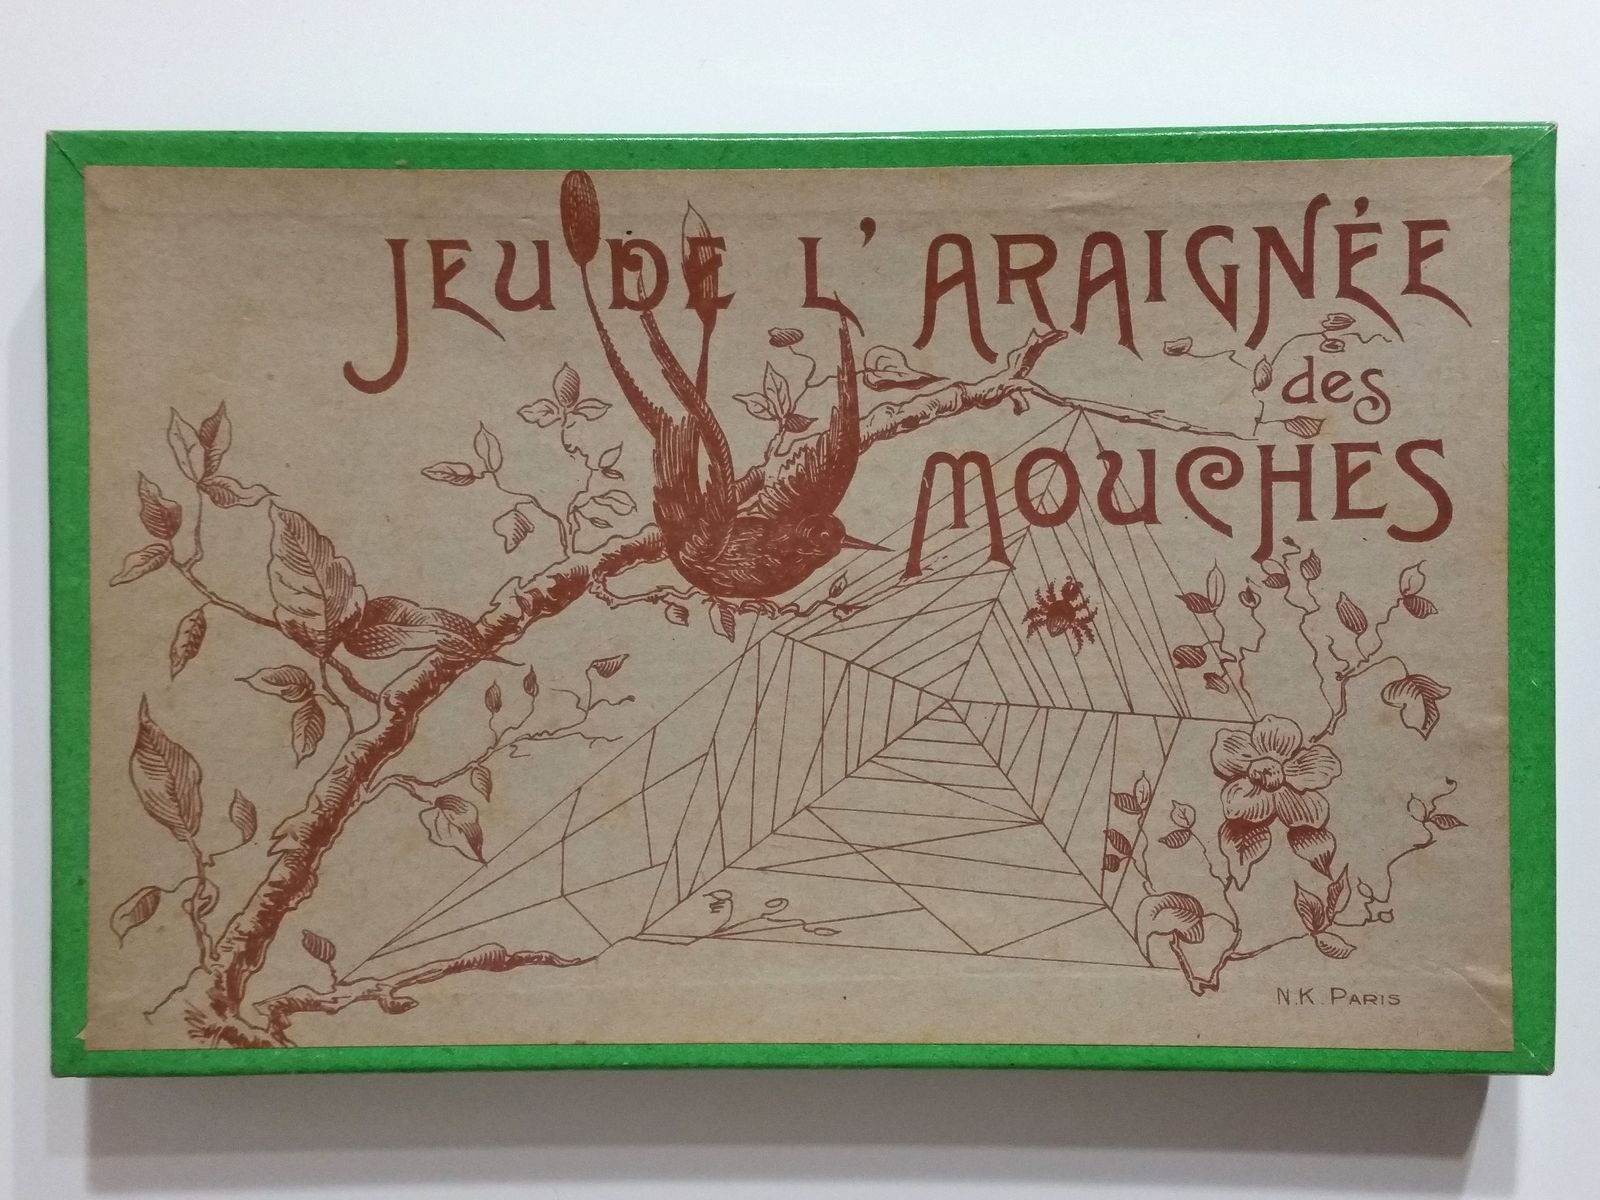 JEU DE L'ARAIGNÉE
des
MOUCHES
N.K. PARIS